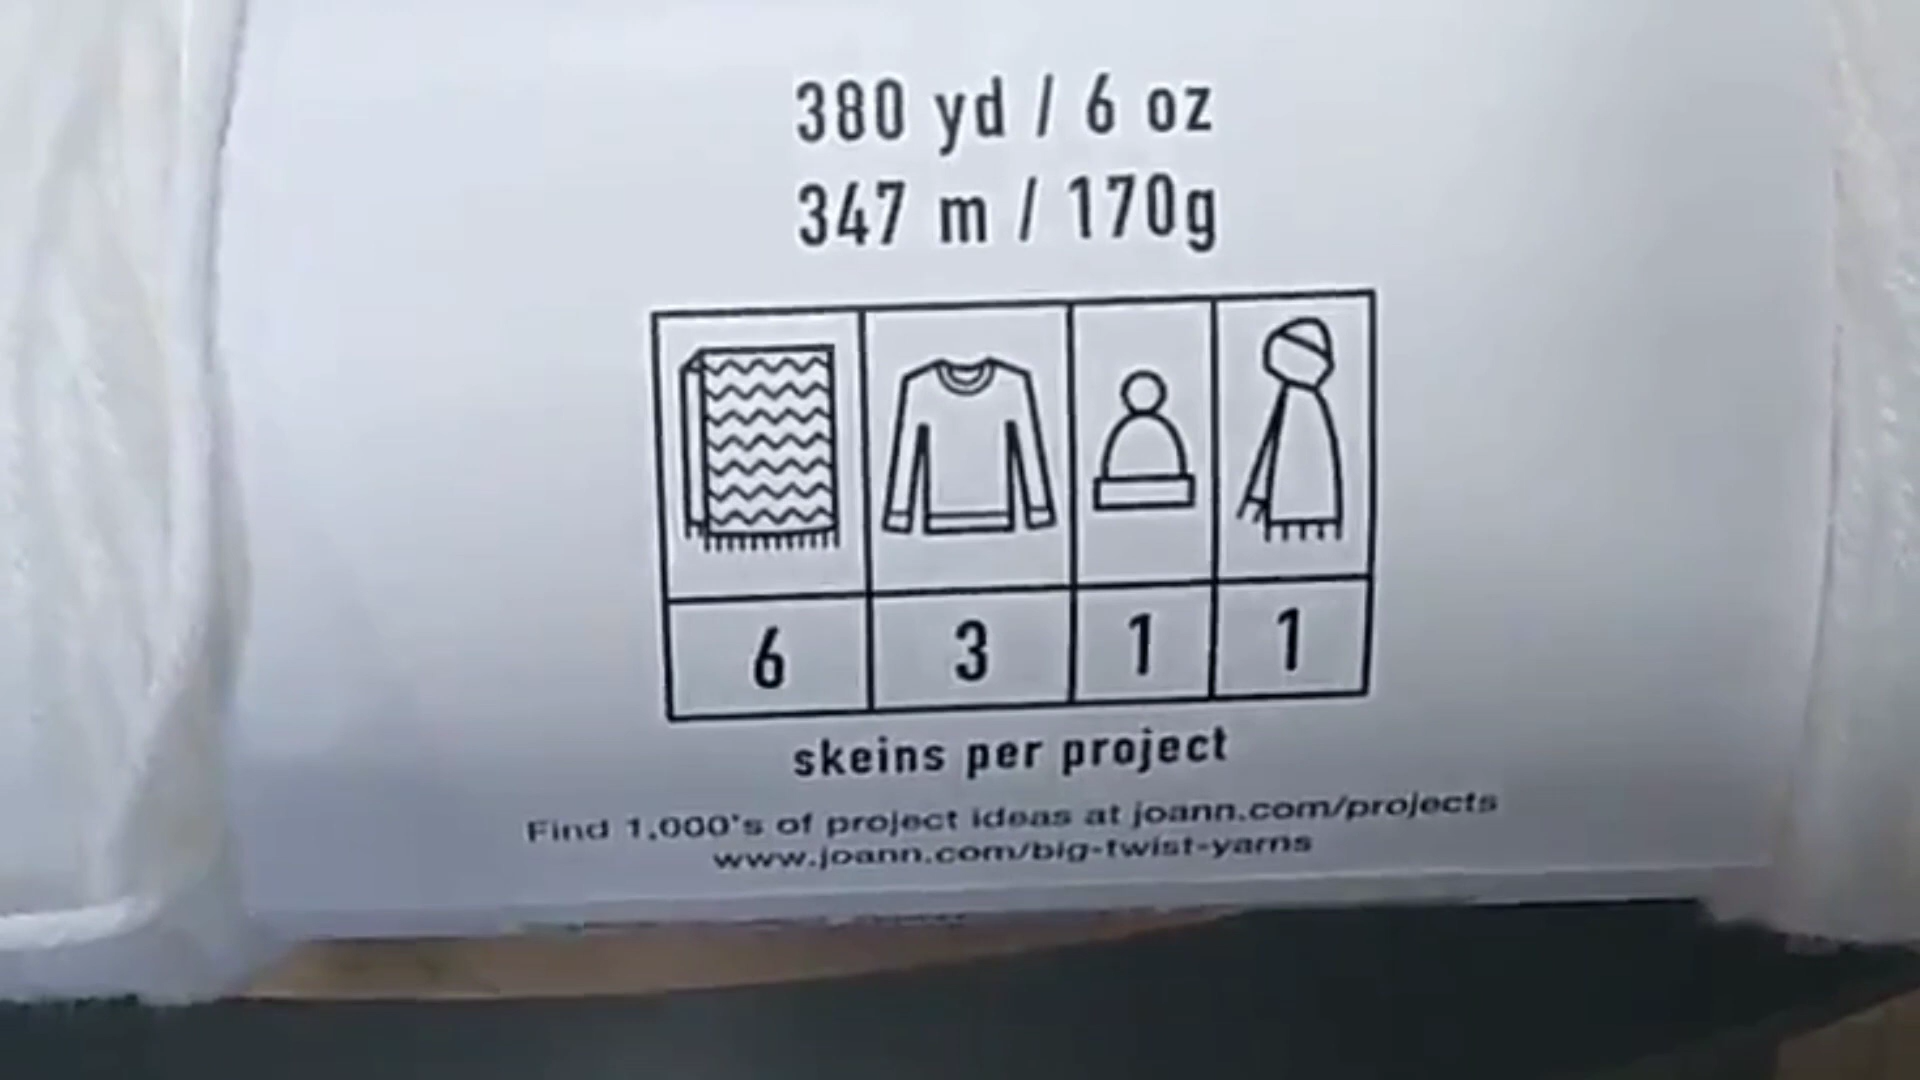 380 yd / 6 oz
347 m / 170g
6 3 1 1
skeins per project
Find 1,000's of project ideas at joann.com/projects
www.joann.com/big-twist-yarns